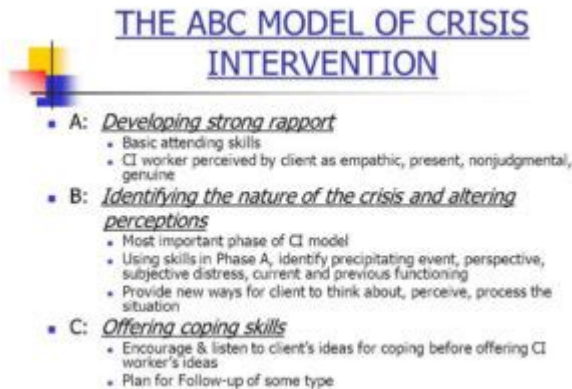 THE ABC MODEL OF CRISIS
INTERVENTION
A: Developing strong rapport
Basic attending skills
CI worker perceived by client as empathic, present, nonjudgmental,
genuine
B: Identifying the nature of the crisis and altering
perceptions
Most important phase of CI model
Using skills in Phase A, identify precipitating event, perspective,
subjective distress, current and previous functioning
Provide new ways for client to think about, perceive, process the
situation
C: Offering coping skills
Encourage & listen to client's ideas for coping before offering CI
worker's ideas
Plan for Follow-up of some type